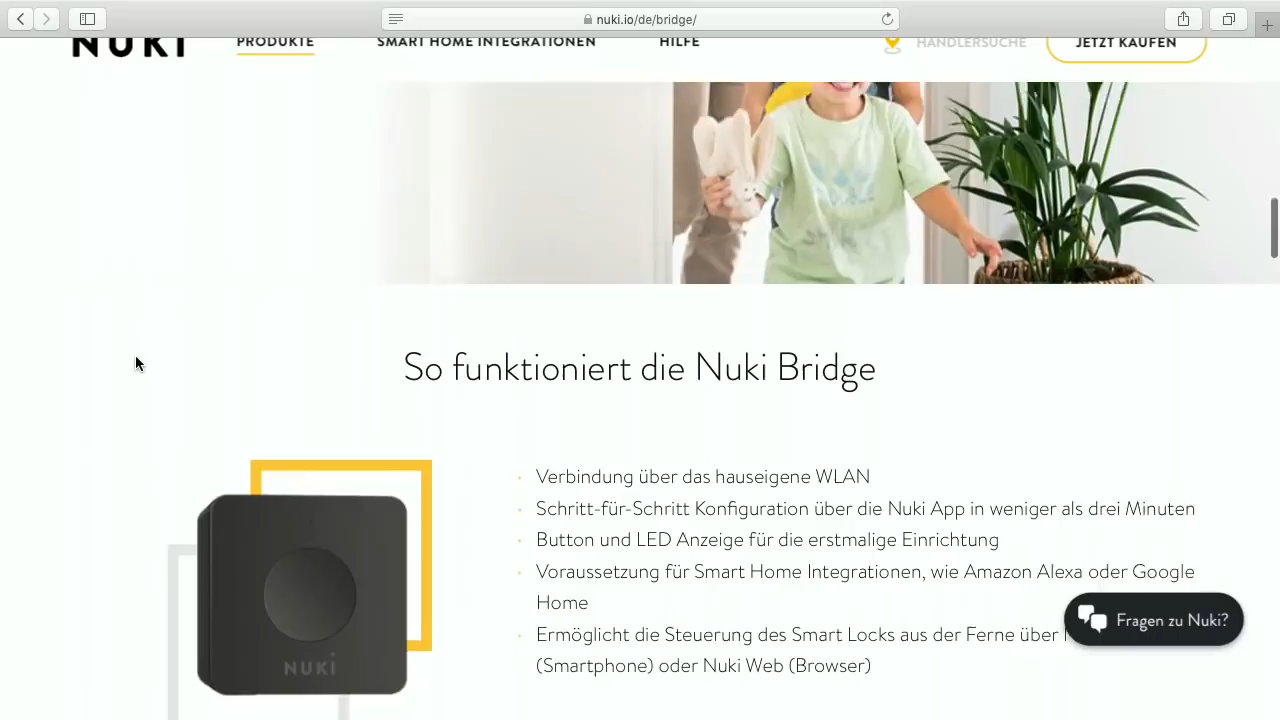 nuki.io/de/bridge/
NUKI
PRODUKTE
SMART HOME INTEGRATIONEN
HILFE
HÄNDLERSUCHE
JETZT KAUFEN
So funktioniert die Nuki Bridge
Verbindung über das hauseigene WLAN
Schritt-für-Schritt Konfiguration über die Nuki App in weniger als drei Minuten
Button und LED Anzeige für die erstmalige Einrichtung
Voraussetzung für Smart Home Integrationen, wie Amazon Alexa oder Google
Home
Ermöglicht die Steuerung des Smart Locks aus der Ferne über
(Smartphone) oder Nuki Web (Browser)
NUKI
Fragen zu Nuki?